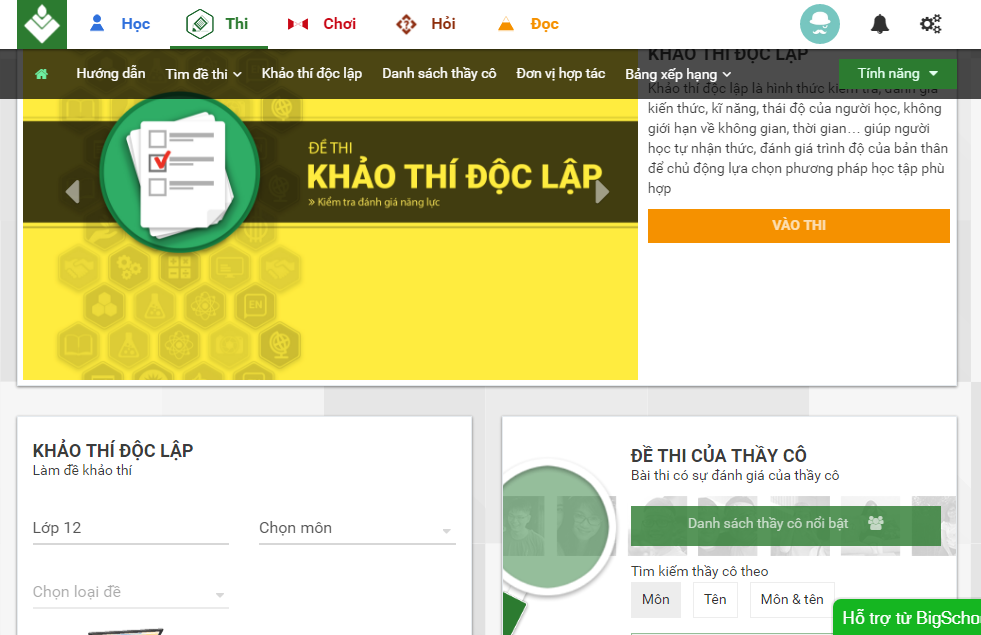 Học
Thi
Chơi
Hỏi
Đọc
Hướng dẫn
Tìm đề thi
Khảo thí độc lập
Danh sách thầy cô
Đơn vị hợp tác
Bảng xếp hạng
Tính năng
KHẢO THÍ ĐỘC LẬP
Khảo thí độc lập là hình thức kiểm tra, đánh giá
kiến thức, kĩ năng, thái độ của người học, không
giới hạn về không gian, thời gian... giúp người
học tự nhận thức, đánh giá trình độ của bản thân
để chủ động lựa chọn phương pháp học tập phù
hợp
VÀO THI
ĐỀ THI
KHẢO THÍ ĐỘC LẬP
» Kiểm tra đánh giá năng lực
EN
KHẢO THÍ ĐỘC LẬP
Làm đề khảo thí
Lớp 12
Chọn môn
Chọn loại đề
ĐỀ THI CỦA THẦY CÔ
Bài thi có sự đánh giá của thầy cô
Danh sách thầy cô nổi bật
Tìm kiếm thầy cô theo
Môn
Tên
Môn & tên
Hỗ trợ từ BigSchoo